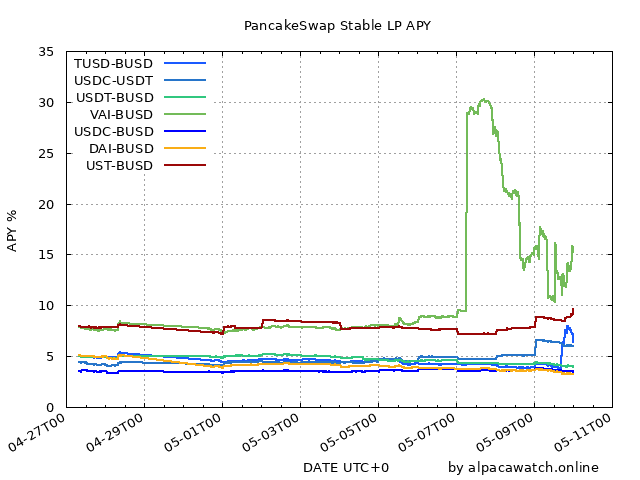 PancakeSwap Stable LP APY
35
30
25
20
15
10
5
0
APY %
TUSD-BUSD
USDC-USDT
USDT-BUSD
VAI-BUSD
USDC-BUSD
DAI-BUSD
UST-BUSD
04-27T00
04-29T00
05-01T00
05-03T00
05-05T00
05-07T00
05-09T00
05-11T00
DATE UTC+0
by alpacawatch.online